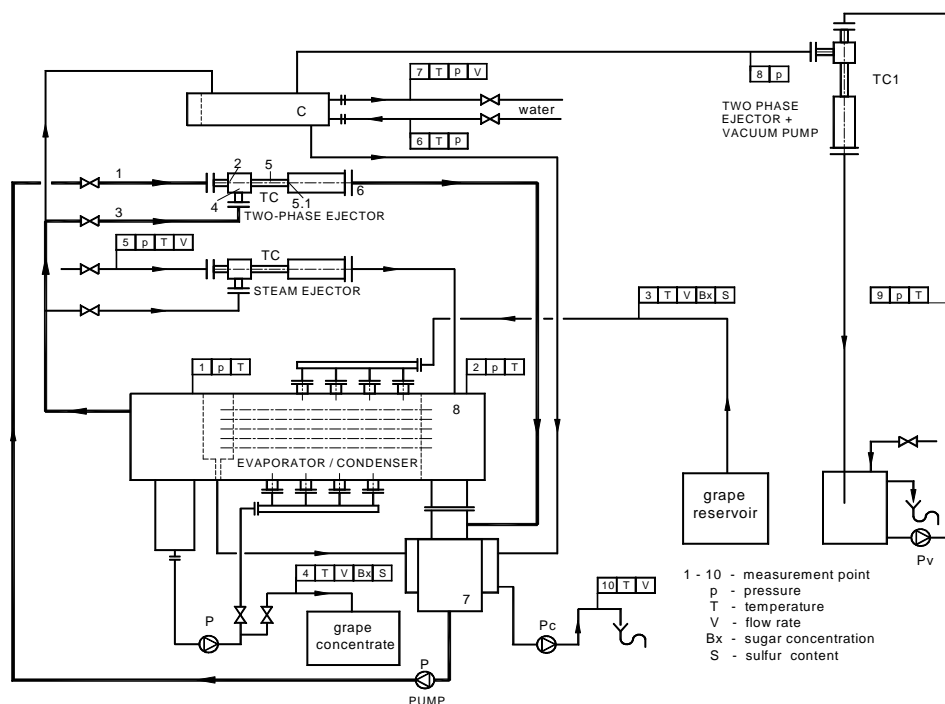 7 T p V
8 p
TC1
C
water
TWO PHASE
EJECTOR +
VACUUM PUMP
6 T p
1
2
5
TC
5.1
6
4
3
TWO-PHASE EJECTOR
5 p T V
TC
STEAM EJECTOR
3 T V Bx S
9 p T
1 p T
2 p T
8
EVAPORATOR / CONDENSER
grape
reservoir
Pv
4 T V Bx S
10 T V
7
P
grape
concentrate
Pc
P
PUMP
1 - 10 - measurement point
p - pressure
T - temperature
V - flow rate
Bx - sugar concentration
S - sulfur content